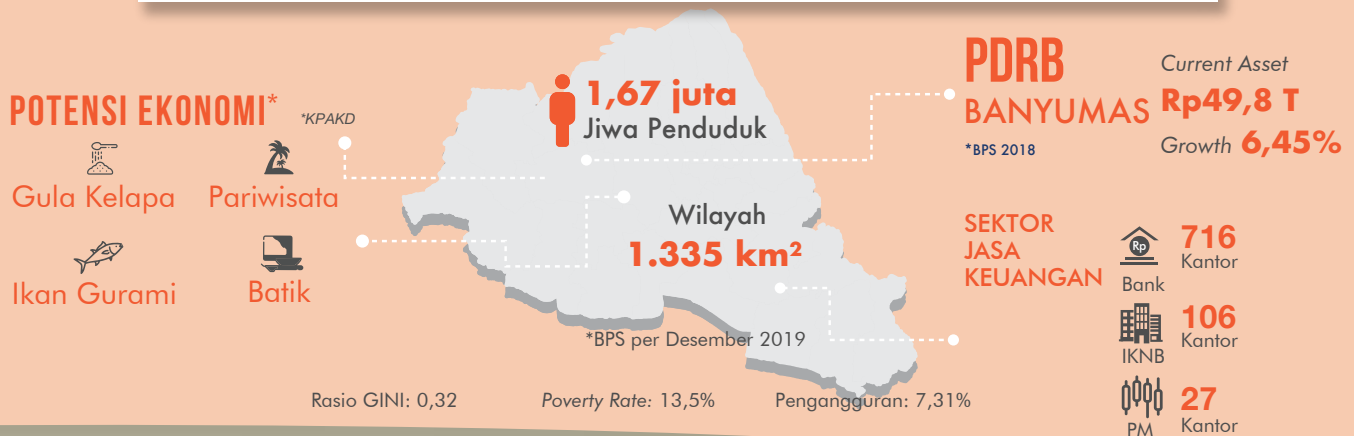 POTENSI EKONOMI*
*KPAKD
Gula Kelapa
Pariwisata
Ikan Gurami
Batik
1,67 juta
Jiwa Penduduk
Wilayah
1.335 km²
*BPS per Desember 2019
Rasio GINI: 0,32
Poverty Rate: 13,5%
Pengangguran: 7,31%
PDRB
BANYUMAS
*BPS 2018
Current Asset
Rp49,8 T
Growth 6,45%
SEKTOR
JASA
KEUANGAN
Rp
Bank
716
Kantor
IKNB
106
Kantor
PM
27
Kantor